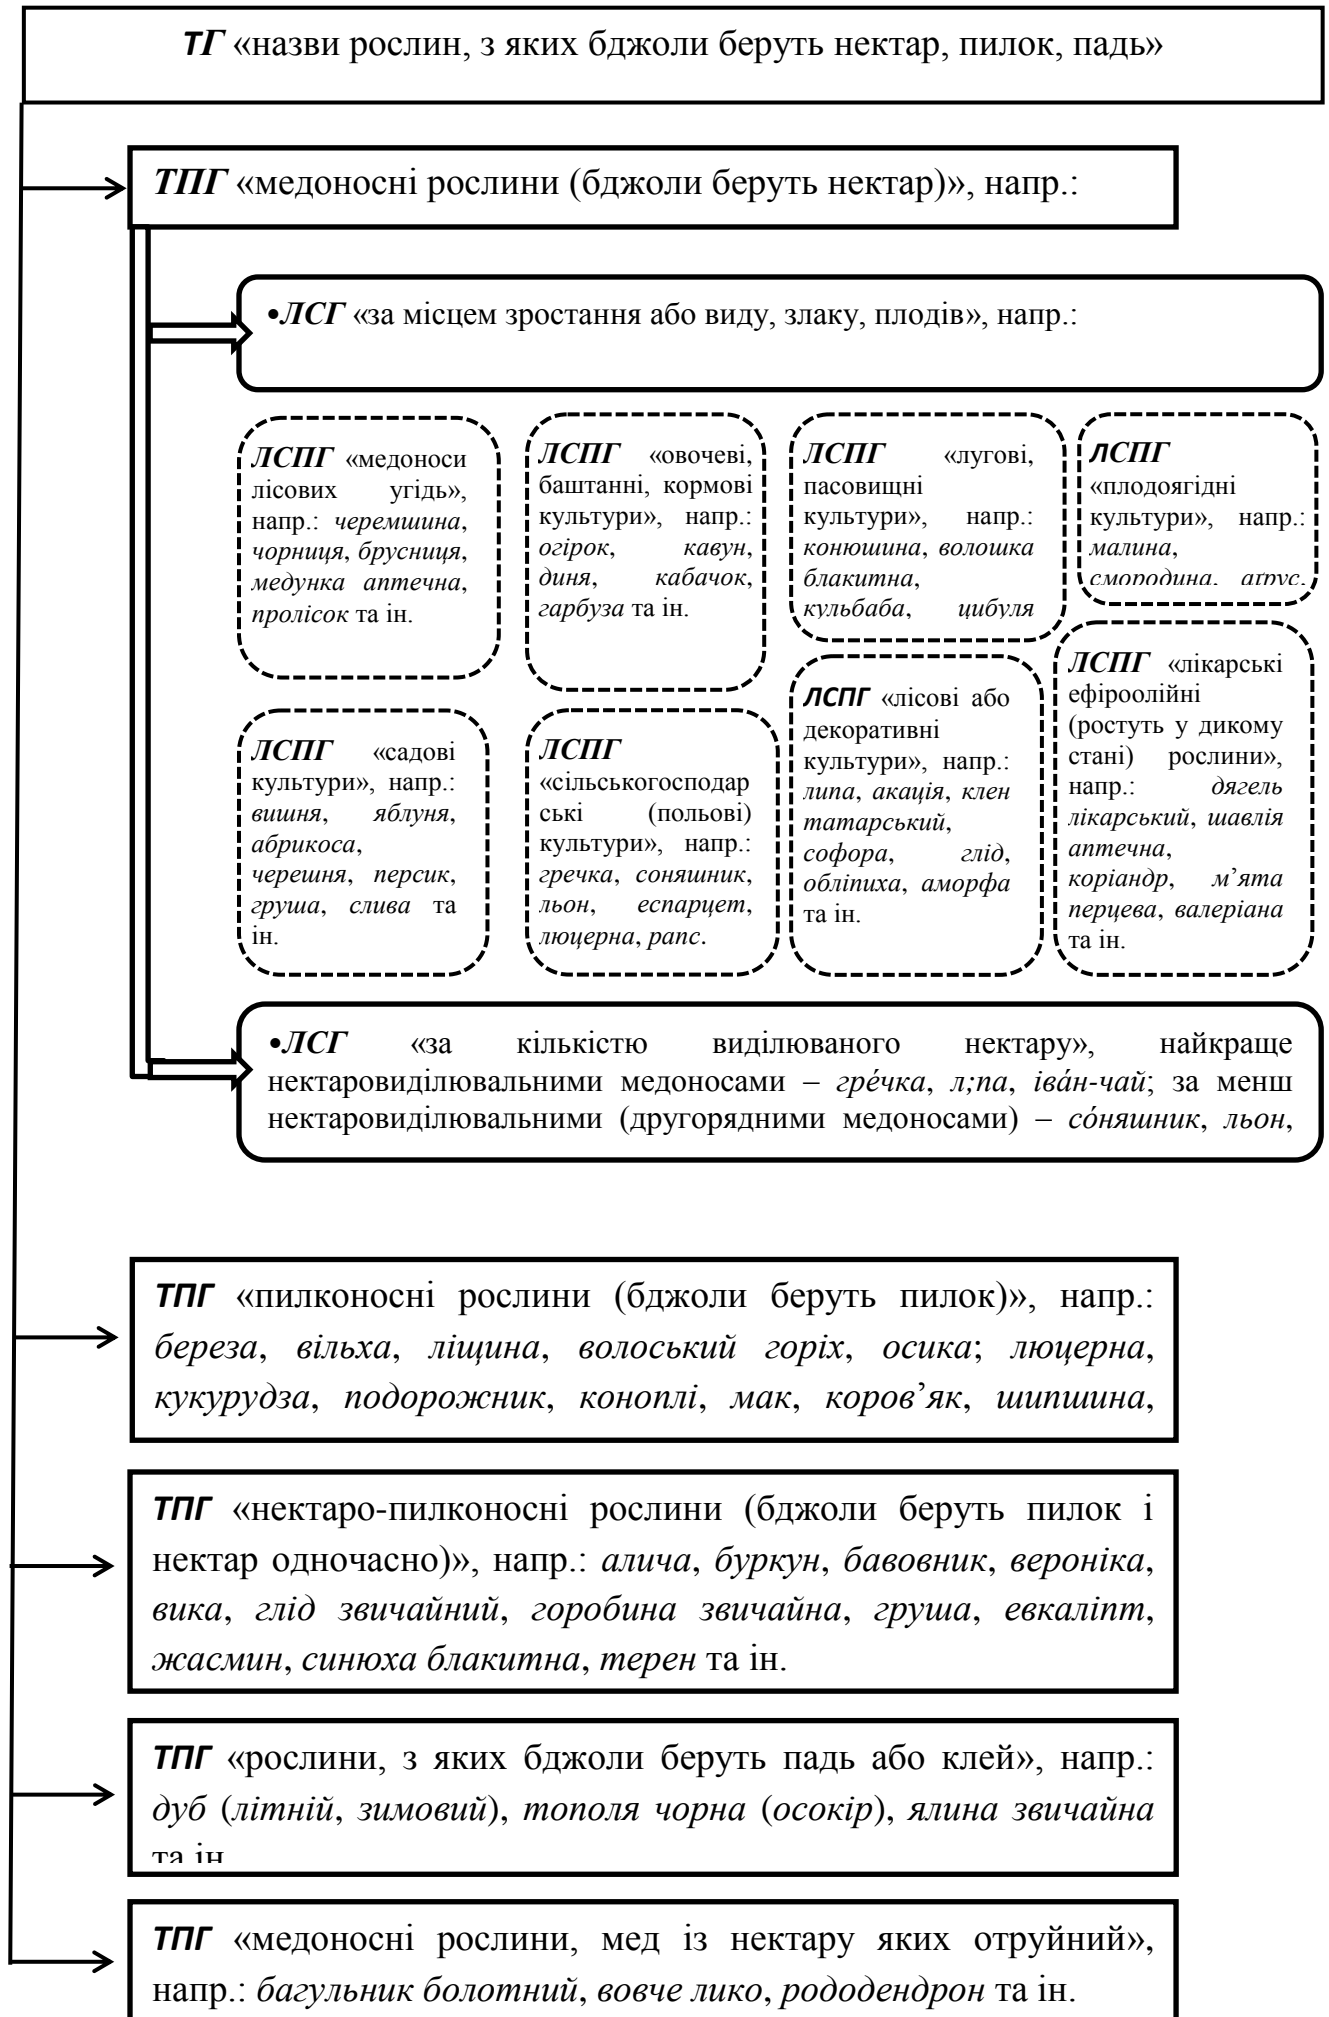 ТГ «назви рослин, з яких бджоли беруть нектар, пилок, падь»
ТПГ «медоносні рослини (бджоли беруть нектар)», напр.:
•ЛСГ «за місцем зростання або виду, злаку, плодів», напр.:
ЛСПГ «медоноси
лісових угідь»,
напр.: черемшина,
чорниця, брусниця,
медунка аптечна,
пролісок та ін.
ЛСПГ «овочеві,
баштанні, кормові
культури», напр.:
огірок, кавун,
диня, кабачок,
гарбуза та ін.
ЛСПГ «лугові,
пасовищні
культури», напр.:
конюшина, волошка
блакитна,
кульбаба, цибуля
ЛСПГ
«плодоягідні
культури», напр.:
малина,
смородина, аґрус,
ЛСПГ «садові
культури», напр.:
вишня, яблуня,
абрикоса,
черешня, персик,
груша, слива та
ін.
ЛСПГ
«сільськогосподар
ські (польові)
культури», напр.:
гречка, соняшник,
льон, еспарцет,
люцерна, рапс.
ЛСПГ «лісові або
декоративні
культури», напр.:
липа, акація, клен
татарський,
софора, глід,
обліпиха, аморфа
та ін.
ЛСПГ «лікарські
ефіроолійні
(ростуть у дикому
стані) рослини»,
напр.: дягель
лікарський, шавлія
аптечна,
коріандр, м’ята
перцева, валеріана
та ін.
•ЛСГ «за кількістю виділюваного нектару», найкраще
нектаровиділювальними медоносами – гре́чка, л;па, іва́н-чай; за менш
нектаровиділювальними (другорядними медоносами) – со́няшник, льон,
ТПГ «пилконосні рослини (бджоли беруть пилок)», напр.:
береза, вільха, ліщина, волоський горіх, осика; люцерна,
кукурудза, подорожник, коноплі, мак, коров’як, шипшина,
ТПГ «нектаро-пилконосні рослини (бджоли беруть пилок і
нектар одночасно)», напр.: алича, буркун, бавовник, вероніка,
вика, глід звичайний, горобина звичайна, груша, евкаліпт,
жасмин, синюха блакитна, терен та ін.
ТПГ «рослини, з яких бджоли беруть падь або клей», напр.:
дуб (літній, зимовий), тополя чорна (осокір), ялина звичайна
та ін
ТПГ «медоносні рослини, мед із нектару яких отруйний»,
напр.: багульник болотний, вовче лико, рододендрон та ін.